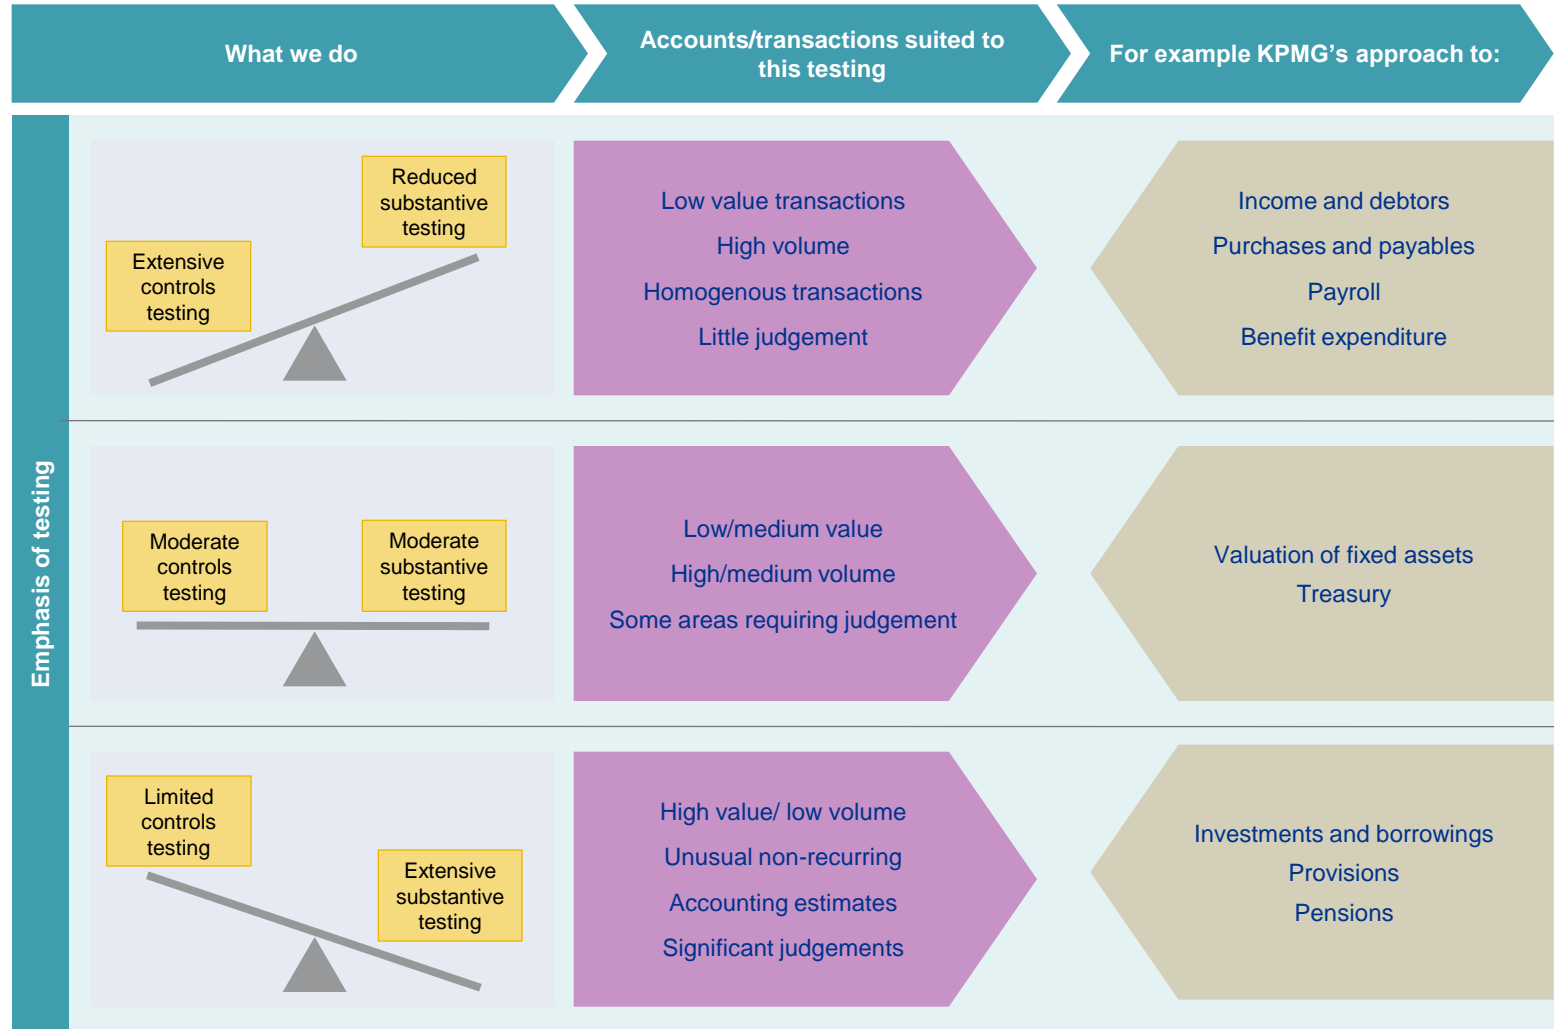 What we do
Accounts/transactions suited to
this testing
For example KPMG's approach to:
Emphasis of testing
Reduced
substantive
testing
Extensive
controls
testing
Low value transactions
High volume
Homogenous transactions
Little judgement
Income and debtors
Purchases and payables
Payroll
Benefit expenditure
Moderate
controls
testing
Moderate
substantive
testing
Low/medium value
High/medium volume
Some areas requiring judgement
Valuation of fixed assets
Treasury
Limited
controls
testing
Extensive
substantive
testing
High value/ low volume
Unusual non-recurring
Accounting estimates
Significant judgements
Investments and borrowings
Provisions
Pensions